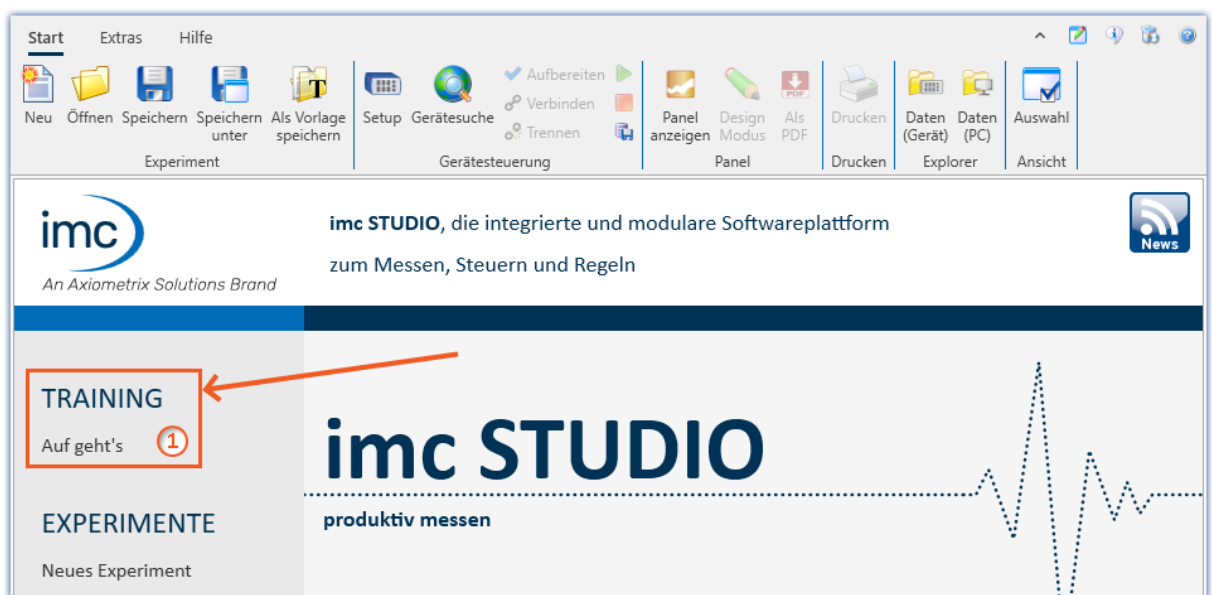 Start Extras Hilfe
Neu Öffnen Speichern Speichern unter Als Vorlage speichern
Experiment
Setup Gerätesuche
Aufbereiten
Verbinden
Trennen
Gerätesteuerung
Panel anzeigen Design Modus Als PDF
PDF
Panel
Drucken
Drucken
Daten (Gerät) Daten (PC)
Explorer
Auswahl
Ansicht
imc
An Axiometrix Solutions Brand
imc STUDIO, die integrierte und modulare Softwareplattform
zum Messen, Steuern und Regeln
News
TRAINING
Auf geht's 1
imc STUDIO
produktiv messen
EXPERIMENTE
Neues Experiment